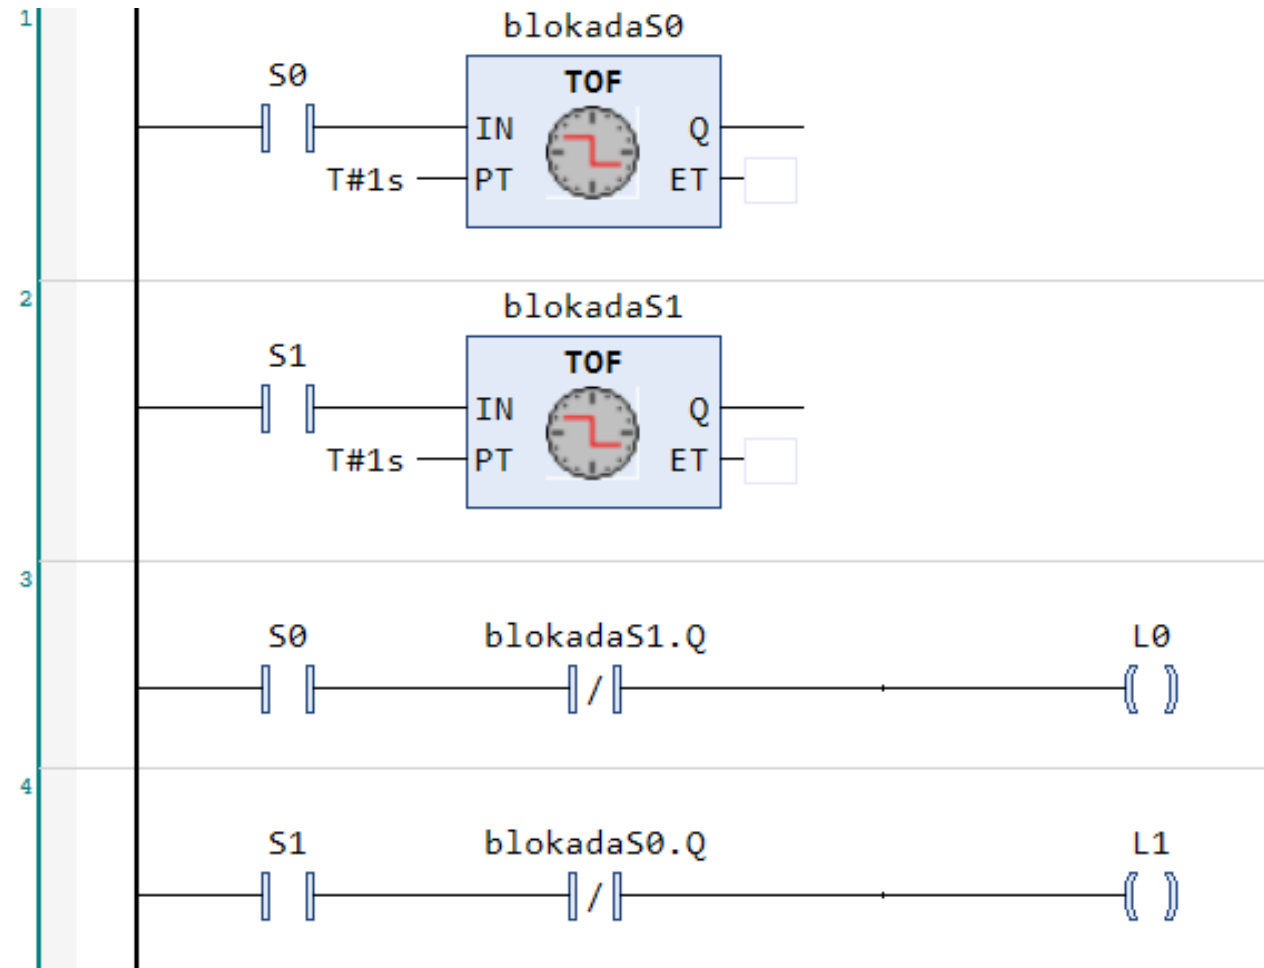 1
blokadaS0
S0
TOF
IN
Q
T#1s
PT
ET
2
blokadaS1
S1
TOF
IN
Q
T#1s
PT
ET
3
S0
blokadaS1.Q
L0
/
4
S1
blokadaS0.Q
L1
/